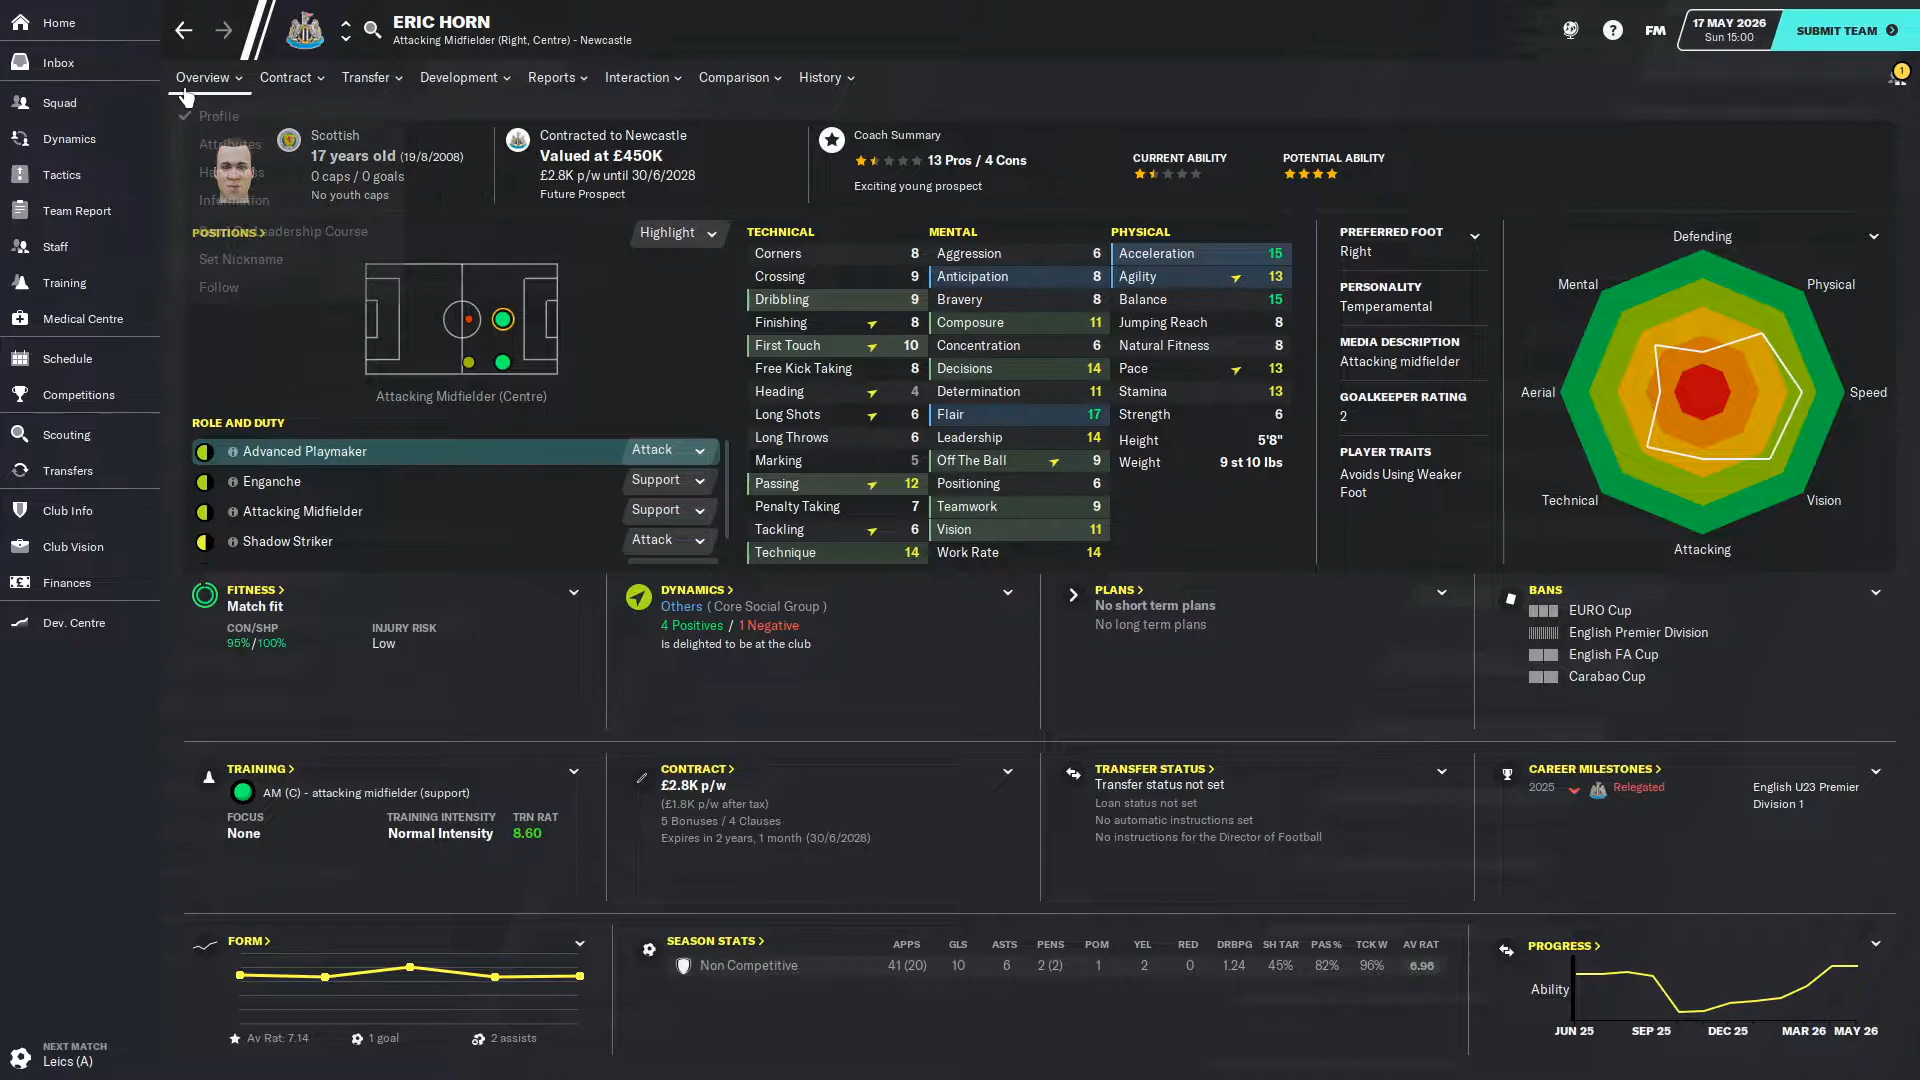 Home
Inbox
Squad
Dynamics
Tactics
Team Report
Staff
Training
Medical Centre
Schedule
Competitions
Scouting
Transfers
Club Info
Club Vision
Finances
Dev. Centre
NEXT MATCH
Leics (A)
ERIC HORN
Attacking Midfielder (Right, Centre) - Newcastle
FM
17 MAY 2026
Sun 15:00
SUBMIT TEAM
1
Overview
Contract
Transfer
Development
Reports
Interaction
Comparison
History
Profile
Attributes
Happiness
Information
Leadership Course
Set Nickname
Follow
Scottish
17 years old (19/8/2008)
0 caps / 0 goals
No youth caps
Contracted to Newcastle
Valued at £450K
£2.8K p/w until 30/6/2028
Future Prospect
Coach Summary
13 Pros / 4 Cons
Exciting young prospect
CURRENT ABILITY
POTENTIAL ABILITY
POSITIONS >
Highlight
Attacking Midfielder (Centre)
ROLE AND DUTY
Advanced Playmaker Attack
Enganche Support
Attacking Midfielder Support
Shadow Striker Attack
TECHNICAL
Corners 8
Crossing 9
Dribbling 9
Finishing 8
First Touch 10
Free Kick Taking 8
Heading 4
Long Shots 6
Long Throws 6
Marking 5
Passing 12
Penalty Taking 7
Tackling 6
Technique 14
MENTAL
Aggression 6
Anticipation 8
Bravery 8
Composure 11
Concentration 6
Decisions 14
Determination 11
Flair 17
Leadership 14
Off The Ball 9
Positioning 6
Teamwork 9
Vision 11
Work Rate 14
PHYSICAL
Acceleration 15
Agility 13
Balance 15
Jumping Reach 8
Natural Fitness 8
Pace 13
Stamina 13
Strength 6
Height 5'8"
Weight 9 st 10 lbs
PREFERRED FOOT
Right
PERSONALITY
Temperamental
MEDIA DESCRIPTION
Attacking midfielder
GOALKEEPER RATING
2
PLAYER TRAITS
Avoids Using Weaker
Foot
Defending
Mental
Physical
Aerial
Speed
Technical
Vision
Attacking
FITNESS >
Match fit
CON/SHP
95%/100%
INJURY RISK
Low
DYNAMICS >
Others ( Core Social Group )
4 Positives / 1 Negative
Is delighted to be at the club
PLANS >
No short term plans
No long term plans
BANS
EURO Cup
English Premier Division
English FA Cup
Carabao Cup
TRAINING >
AM (C) - attacking midfielder (support)
FOCUS
None
TRAINING INTENSITY
Normal Intensity
TRN RAT
8.60
CONTRACT >
£2.8K p/w
(£1.8K p/w after tax)
5 Bonuses / 4 Clauses
Expires in 2 years, 1 month (30/6/2028)
TRANSFER STATUS >
Transfer status not set
Loan status not set
No automatic instructions set
No instructions for the Director of Football
CAREER MILESTONES >
2025 Relegated
English U23 Premier
Division 1
FORM >
Av Rat: 7.14
1 goal
2 assists
SEASON STATS >
APPS GLS ASTS PENS POM YEL RED DRBPG SH TAR PAS % TCK W AV RAT
Non Competitive 41 (20) 10 6 2 (2) 1 2 0 1.24 45% 82% 96% 6.96
PROGRESS >
Ability
JUN 25 SEP 25 DEC 25 MAR 26 MAY 26